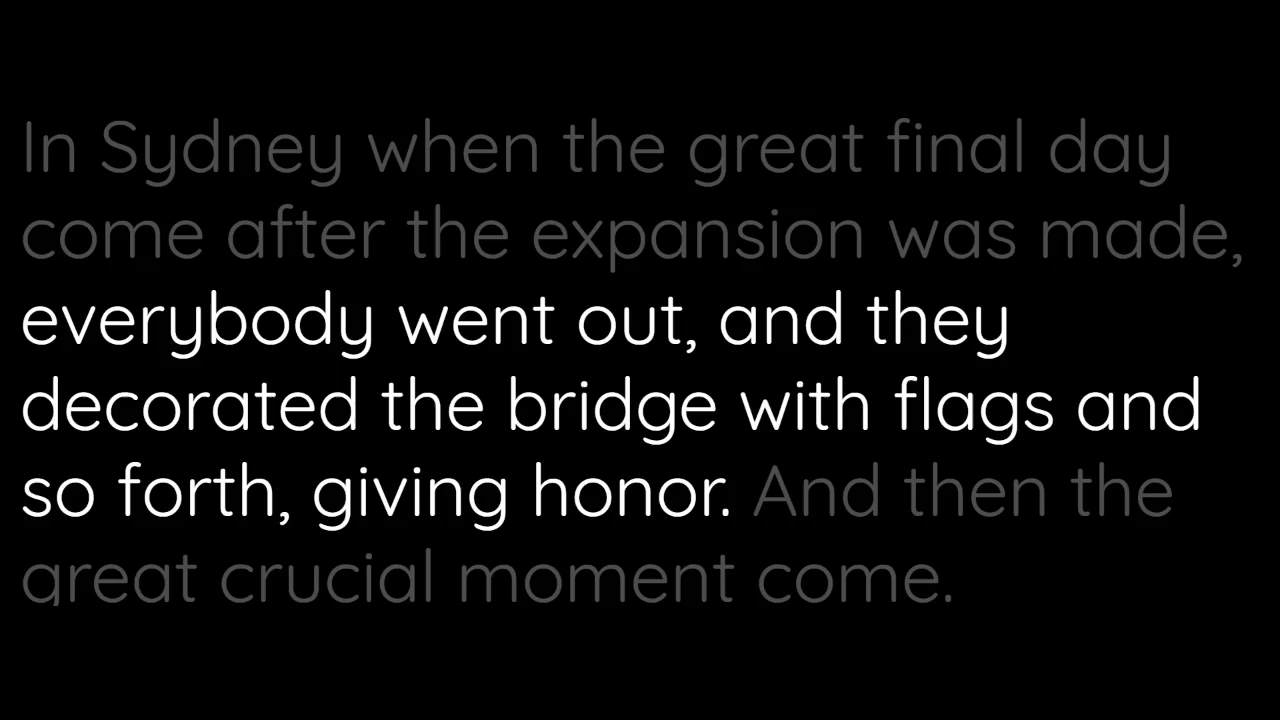 In Sydney when the great final day
come after the expansion was made,
everybody went out, and they
decorated the bridge with flags and
so forth, giving honor. And then the
great crucial moment come.